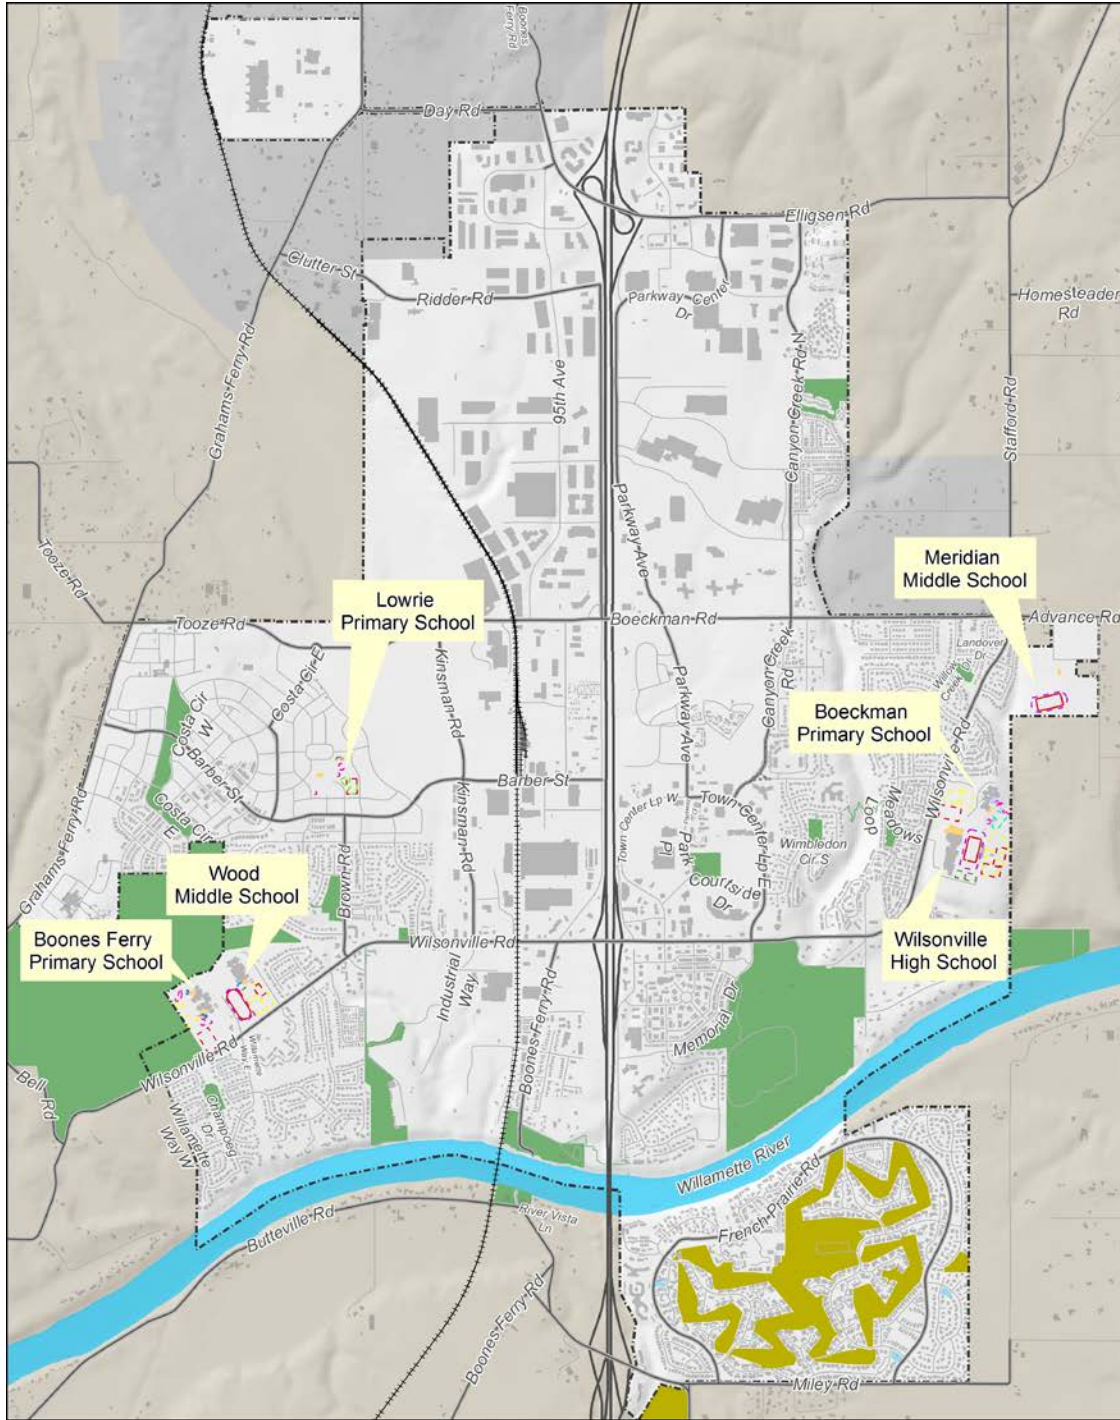 Boones
Ferry Rd
Day Rd
Elligsen Rd
Clutter St
Ridder Rd
Parkway Center
Dr
Homesteader
Rd
Grahams Ferry Rd
95th Ave
Canyon Creek Rd N
Stafford Rd
Parkway Ave
Tooze Rd
Meridian
Middle School
Lowrie
Primary School
Tooze Rd
Boeckman Rd
Advance Rd
Landover
Dr
Willow
Creek Dr
Costa Cir E
Kinsman Rd
Canyon Creek
Rd
Parkway Ave
Costa Cir
W
Boeckman
Primary School
Wilsonville Rd
Barber St
Barber St
Kinsman Rd
Town Center Lp W
Town Center Lp E
Meadows
Loop
Costa Cir
E
Grahams Ferry Rd
Park
Pl
Wimbledon
Cir S
Courtside
Dr
Brown Rd
Wood
Middle School
Boones Ferry
Primary School
Wilsonville Rd
Wilsonville
High School
Industrial
Way
Boones Ferry Rd
Memorial Dr
Wilsonville Rd
Willamette
Way E
Bell Rd
Champoeg
Dr
Willamette
Way W
Willamette River
French Prairie Rd
River Vista
Ln
Butteville Rd
Boones Ferry Rd
Miley Rd